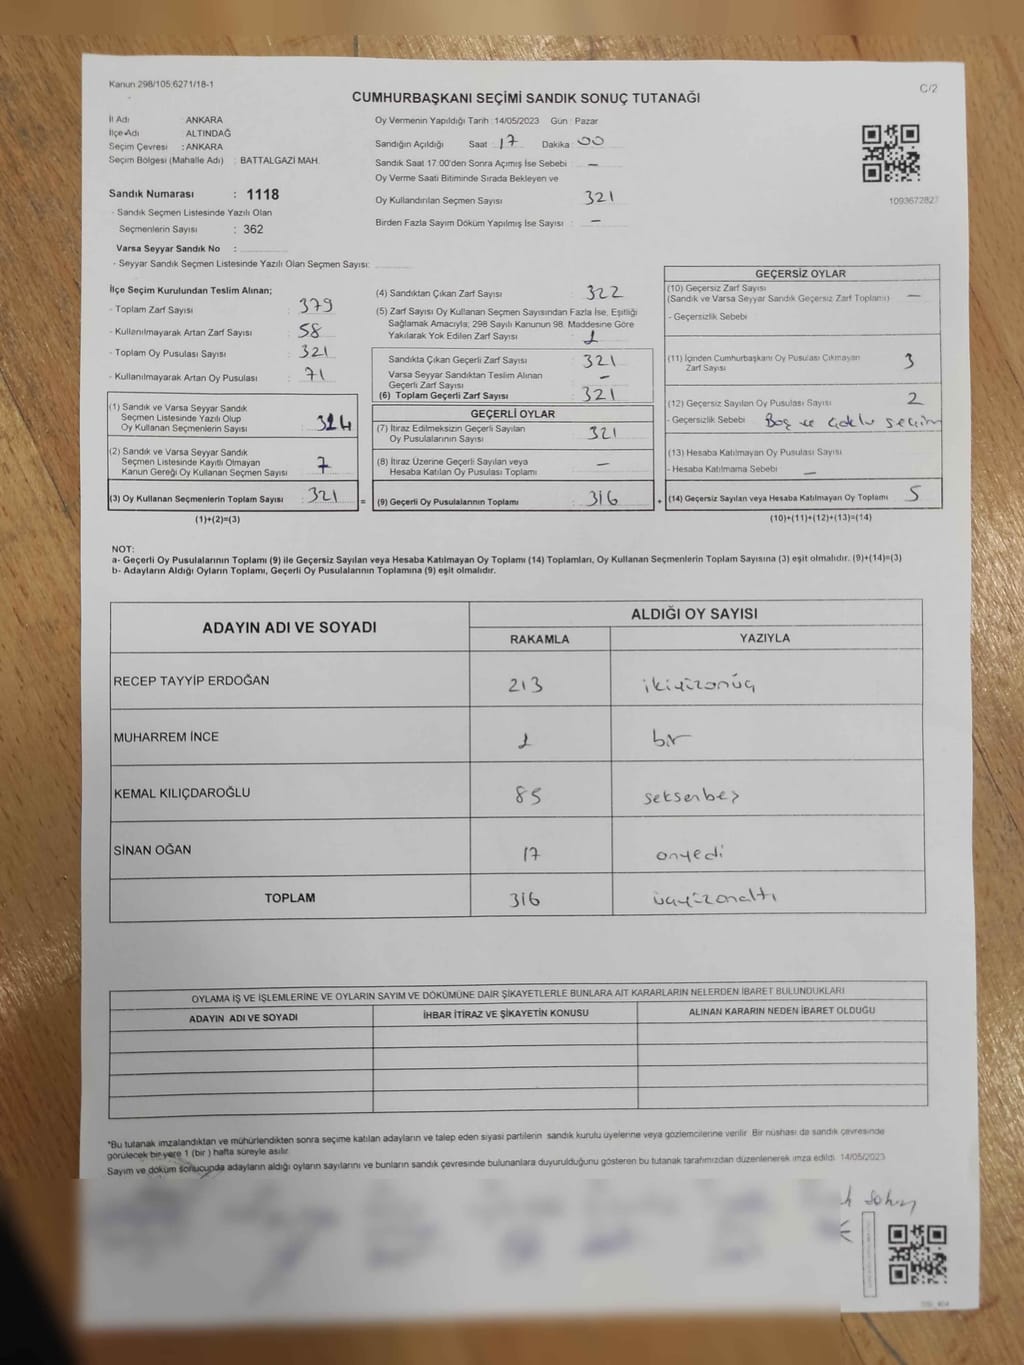 Kanun 298/105;6271/18-1
C/2
CUMHURBAŞKANI SEÇİMİ SANDIK SONUÇ TUTANAĞI
İl Adı : ANKARA
İlçe Adı : ALTINDAĞ
Seçim Çevresi : ANKARA
Seçim Bölgesi (Mahalle Adı) : BATTALGAZİ MAH.
Sandık Numarası : 1118
- Sandık Seçmen Listesinde Yazılı Olan
Seçmenlerin Sayısı : 362
Varsa Seyyar Sandık No :
- Seyyar Sandık Seçmen Listesinde Yazılı Olan Seçmen Sayısı:
Oy Vermenin Yapıldığı Tarih : 14/05/2023 Gün : Pazar
Sandığın Açıldığı Saat : 17 Dakika : 00
Sandık Saat 17.00'den Sonra Açımış İse Sebebi : —
Oy Verme Saati Bitiminde Sırada Bekleyen ve
Oy Kullandırılan Seçmen Sayısı 321
Birden Fazla Sayım Döküm Yapılmış İse Sayısı : —
1093672827
İlçe Seçim Kurulundan Teslim Alınan;
- Toplam Zarf Sayısı : 379
- Kullanılmayarak Artan Zarf Sayısı : 58
- Toplam Oy Pusulası Sayısı : 321
- Kullanılmayarak Artan Oy Pusulası : 71
(1) Sandık ve Varsa Seyyar Sandık
Seçmen Listesinde Yazılı Olup
Oy Kullanan Seçmenlerin Sayısı : 314
(2) Sandık ve Varsa Seyyar Sandık
Seçmen Listesinde Kayıtlı Olmayan
Kanun Gereği Oy Kullanan Seçmen Sayısı : 7
(3) Oy Kullanan Seçmenlerin Toplam Sayısı : 321 =
(1)+(2)=(3)
(4) Sandıktan Çıkan Zarf Sayısı : 322
(5) Zarf Sayısı Oy Kullanan Seçmen Sayısından Fazla İse, Eşitliği
Sağlamak Amacıyla; 298 Sayılı Kanunun 98. Maddesine Göre
Yakılarak Yok Edilen Zarf Sayısı : 1
Sandıkta Çıkan Geçerli Zarf Sayısı : 321
Varsa Seyyar Sandıktan Teslim Alınan
Geçerli Zarf Sayısı : —
(6) Toplam Geçerli Zarf Sayısı : 321
GEÇERLİ OYLAR
(7) İtiraz Edilmeksizin Geçerli Sayılan
Oy Pusulalarının Sayısı : 321
(8) İtiraz Üzerine Geçerli Sayılan veya
Hesaba Katılan Oy Pusulası Toplamı : —
(9) Geçerli Oy Pusulalarının Toplamı : 316 +
GEÇERSİZ OYLAR
(10) Geçersiz Zarf Sayısı
(Sandık ve Varsa Seyyar Sandık Geçersiz Zarf Toplamı) : —
- Geçersizlik Sebebi
(11) İçinden Cumhurbaşkanı Oy Pusulası Çıkmayan
Zarf Sayısı 3
(12) Geçersiz Sayılan Oy Pusulası Sayısı 2
- Geçersizlik Sebebi Boş ve çoklu seçim
(13) Hesaba Katılmayan Oy Pusulası Sayısı
- Hesaba Katılmama Sebebi —
(14) Geçersiz Sayılan veya Hesaba Katılmayan Oy Toplamı 5
(10)+(11)+(12)+(13)=(14)
NOT:
a- Geçerli Oy Pusulalarının Toplamı (9) ile Geçersiz Sayılan veya Hesaba Katılmayan Oy Toplamı (14) Toplamları, Oy Kullanan Seçmenlerin Toplam Sayısına (3) eşit olmalıdır. (9)+(14)=(3)
b- Adayların Aldığı Oyların Toplamı, Geçerli Oy Pusulalarının Toplamına (9) eşit olmalıdır.
ADAYIN ADI VE SOYADI
ALDIĞI OY SAYISI
RAKAMLA YAZIYLA
RECEP TAYYİP ERDOĞAN 213 ikiyüzonüç
MUHARREM İNCE 1 bir
KEMAL KILIÇDAROĞLU 85 seksenbeş
SİNAN OĞAN 17 onyedi
TOPLAM 316 üçyüzonaltı
OYLAMA İŞ VE İŞLEMLERİNE VE OYLARIN SAYIM VE DÖKÜMÜNE DAİR ŞİKAYETLERLE BUNLARA AİT KARARLARIN NELERDEN İBARET BULUNDUKLARI
ADAYIN ADI VE SOYADI İHBAR İTİRAZ VE ŞİKAYETİN KONUSU ALINAN KARARIN NEDEN İBARET OLDUĞU
*Bu tutanak imzalandıktan ve mühürlendikten sonra seçime katılan adayların ve talep eden siyasi partilerin sandık kurulu üyelerine veya gözlemcilerine verilir. Bir nüshası da sandık çevresinde
görülecek bir yere 1 (bir) hafta süreyle asılır.
Sayım ve döküm sonucunda adayların aldığı oyların sayılarını ve bunların sandık çevresinde bulunanlara duyurulduğunu gösteren bu tutanak tarafımızdan düzenlenerek imza edildi. 14/05/2023